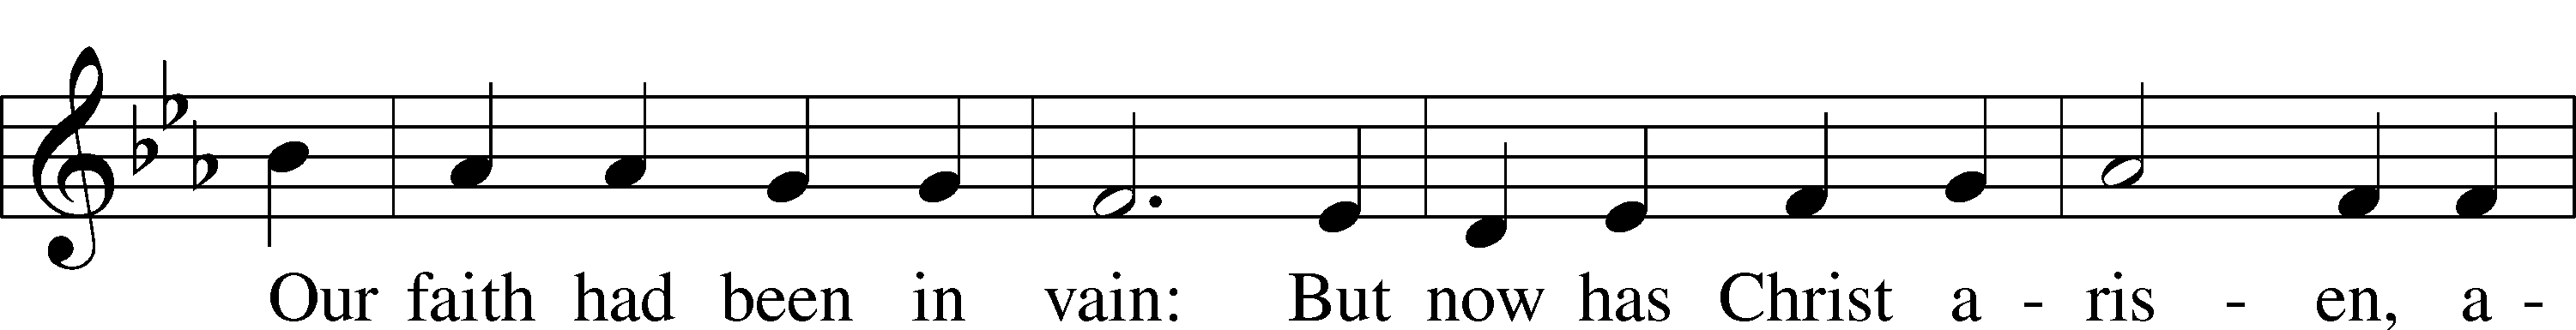 Our faith had been in vain: But now has Christ a - ris - en, a -